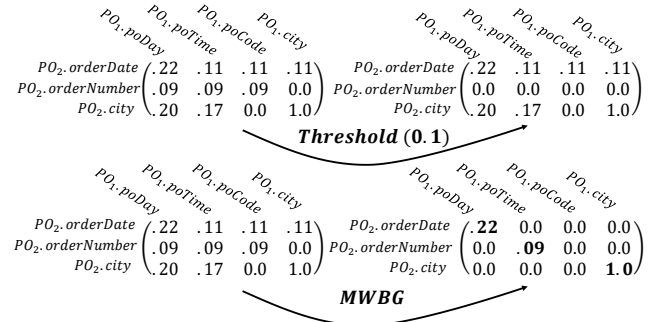 PO₁.poDay PO₁.poTime PO₁.poCode PO₁.city PO₁.poDay PO₁.poTime PO₁.poCode PO₁.city
PO₂.orderDate .22 .11 .11 .11 PO₂.orderDate .22 .11 .11 .11
PO₂.orderNumber .09 .09 .09 0.0 PO₂.orderNumber 0.0 0.0 0.0 0.0
PO₂.city .20 .17 0.0 1.0 PO₂.city .20 .17 0.0 1.0
Threshold (0.1)
PO₁.poDay PO₁.poTime PO₁.poCode PO₁.city PO₁.poDay PO₁.poTime PO₁.poCode PO₁.city
PO₂.orderDate .22 .11 .11 .11 PO₂.orderDate .22 0.0 0.0 0.0
PO₂.orderNumber .09 .09 .09 0.0 PO₂.orderNumber 0.0 .09 0.0 0.0
PO₂.city .20 .17 0.0 1.0 PO₂.city 0.0 0.0 0.0 1.0
MWBG